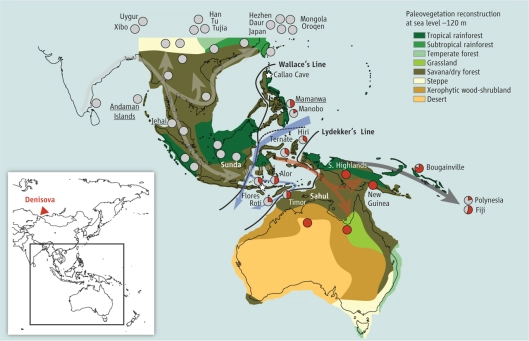 Uygur
Xibo
Han
Tu
Tujia
Hezhen
Daur
Japan
Mongola
Oroqen
Paleovegetation reconstruction
at sea level –120 m
Tropical rainforest
Subtropical rainforest
Temperate forest
Grassland
Savana/dry forest
Steppe
Xerophytic wood-shrubland
Desert
Wallace's Line
Callao Cave
Andaman
Islands
Mamanwa
Manobo
Jehai
Hiri
Ternate
Lydekker's Line
Sunda
S. Highlands
Bougainville
Alor
Flores
Roti
Timor
Sahul
New
Guinea
Polynesia
Fiji
Denisova